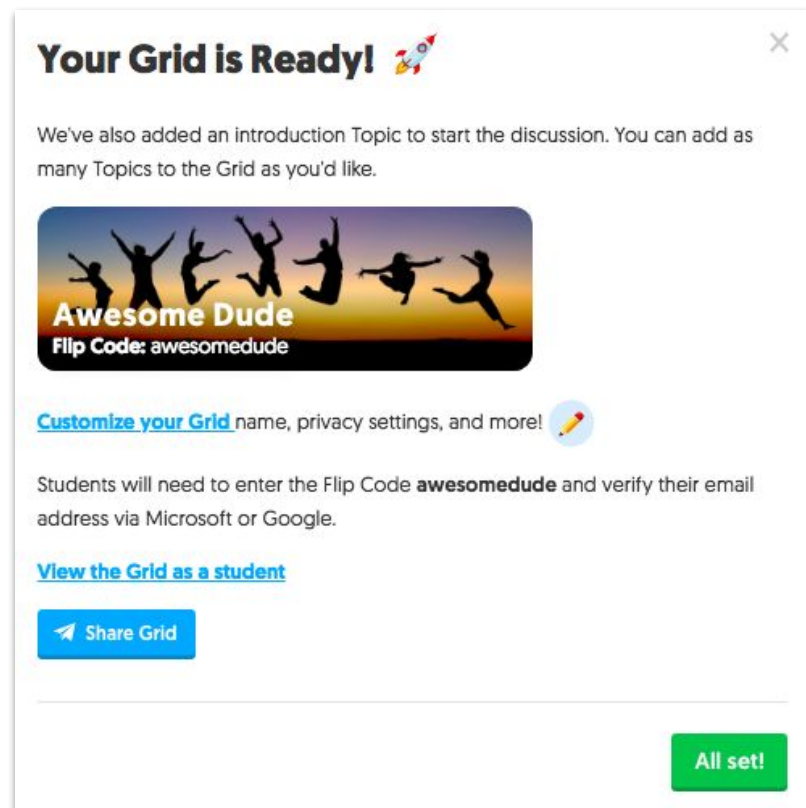 Your Grid is Ready! 🚀
We've also added an introduction Topic to start the discussion. You can add as
many Topics to the Grid as you'd like.
Awesome Dude
Flip Code: awesomedude
Customize your Grid name, privacy settings, and more!
Students will need to enter the Flip Code awesomedude and verify their email
address via Microsoft or Google.
View the Grid as a student
Share Grid
All set!